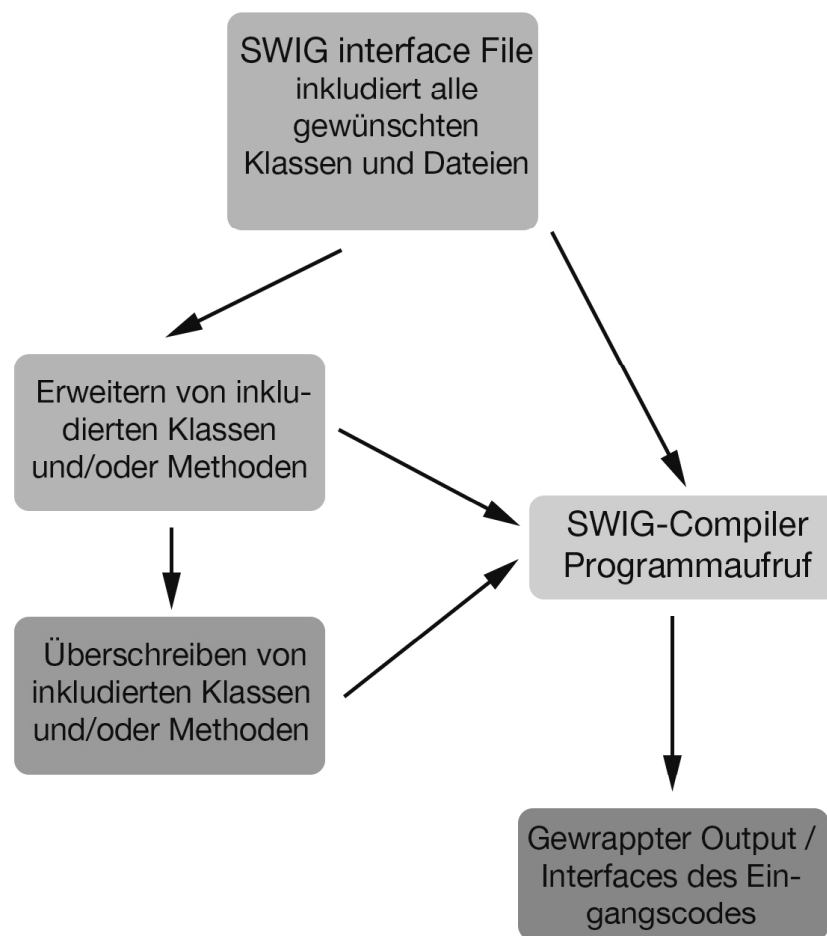 SWIG interface File
inkludiert alle
gewünschten
Klassen und Dateien
Erweitern von inklu-
dierten Klassen
und/oder Methoden
SWIG-Compiler
Programmaufruf
Überschreiben von
inkludierten Klassen
und/oder Methoden
Gewrappter Output /
Interfaces des Ein-
gangscodes